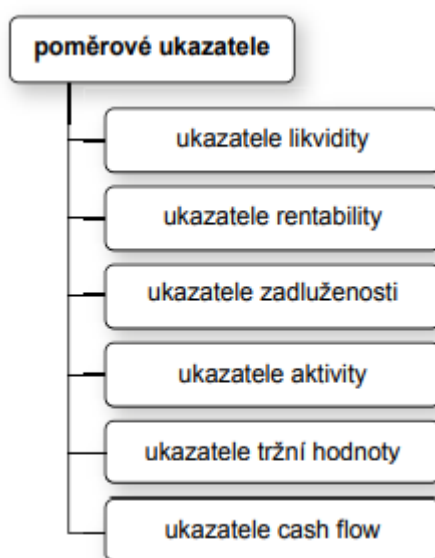 poměrové ukazatele
ukazatele likvidity
ukazatele rentability
ukazatele zadluženosti
ukazatele aktivity
ukazatele tržní hodnoty
ukazatele cash flow